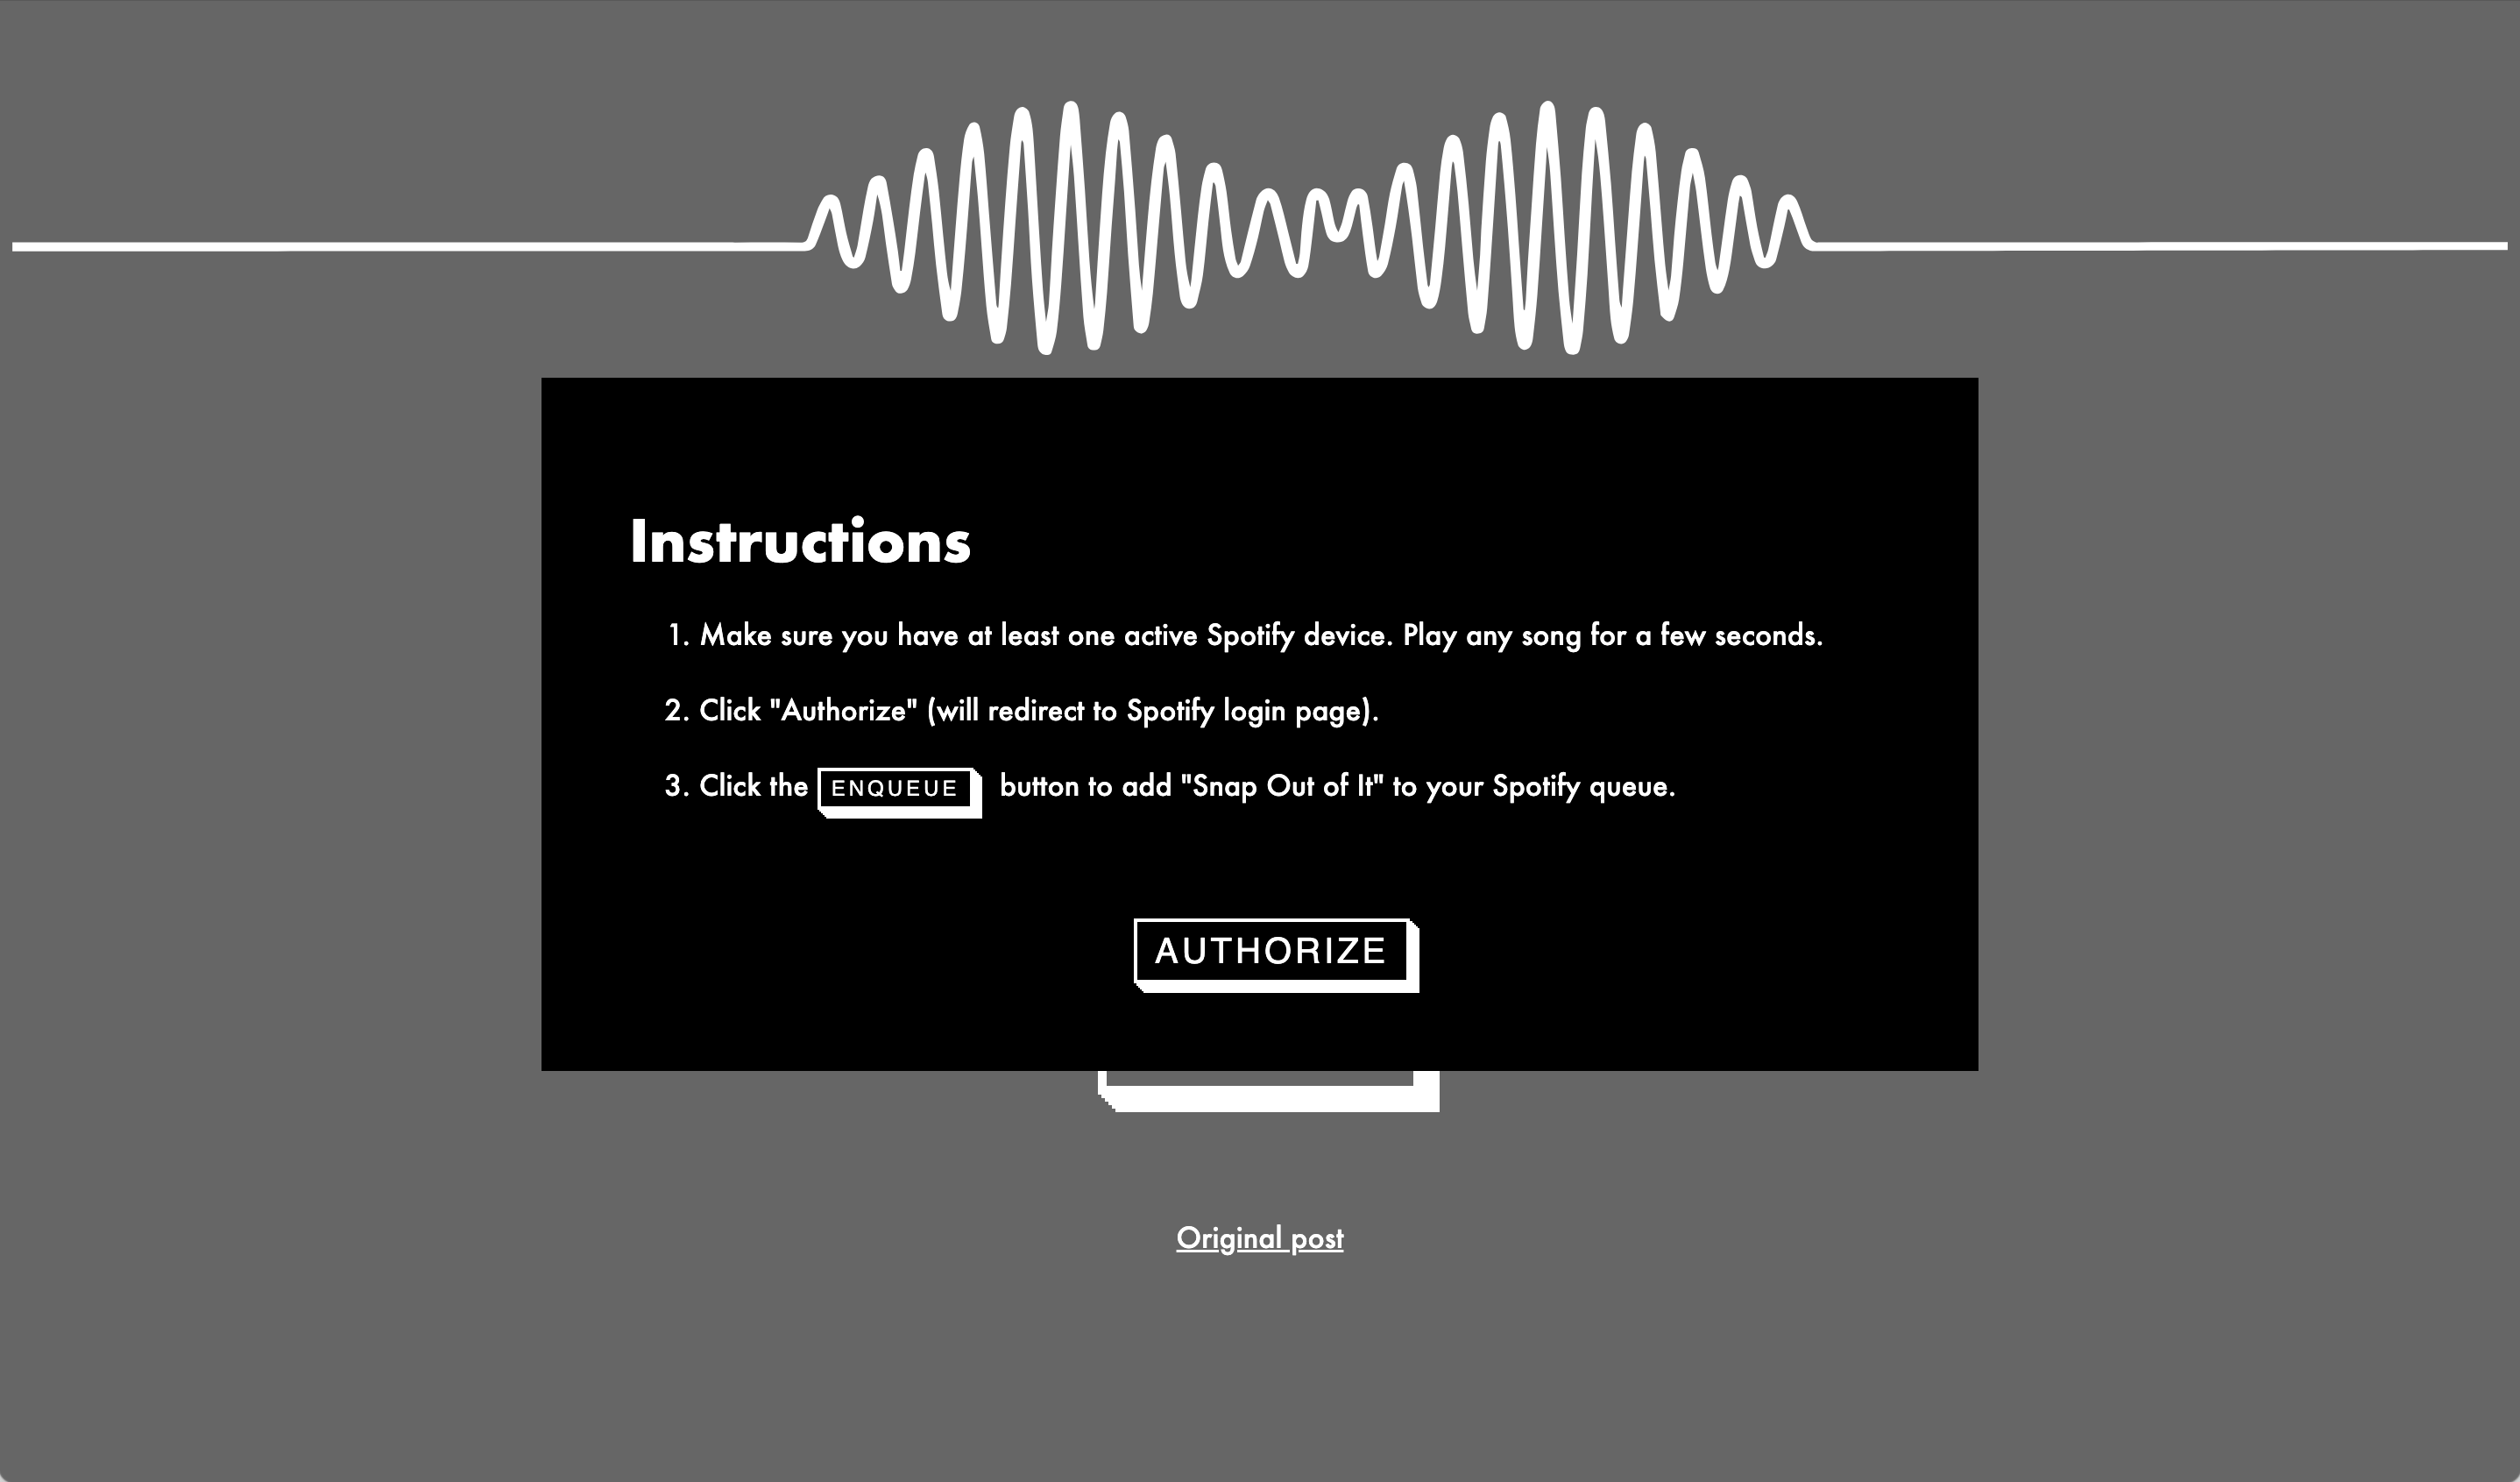 Instructions
1. Make sure you have at least one active Spotify device. Play any song for a few seconds.
2. Click "Authorize" (will redirect to Spotify login page).
3. Click the ENQUEUE button to add "Snap Out of It" to your Spotify queue.
AUTHORIZE
Original post